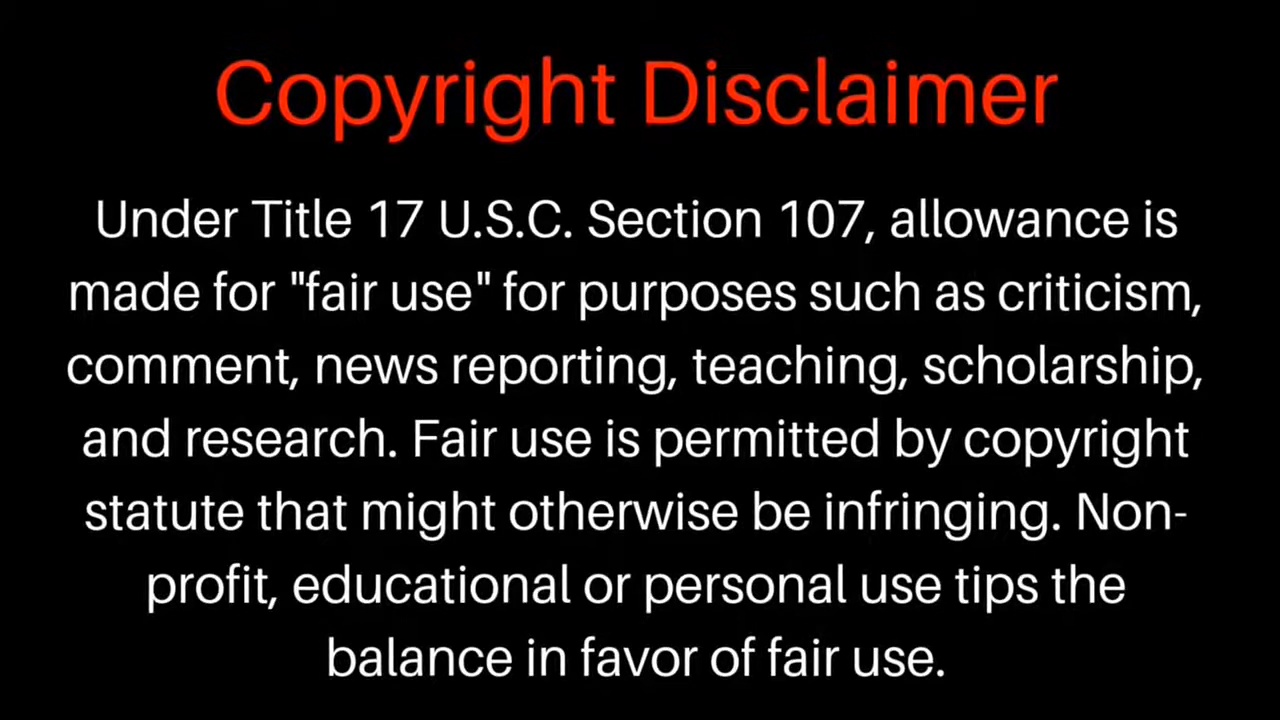 Copyright Disclaimer
Under Title 17 U.S.C. Section 107, allowance is
made for "fair use" for purposes such as criticism,
comment, news reporting, teaching, scholarship,
and research. Fair use is permitted by copyright
statute that might otherwise be infringing. Non-
profit, educational or personal use tips the
balance in favor of fair use.